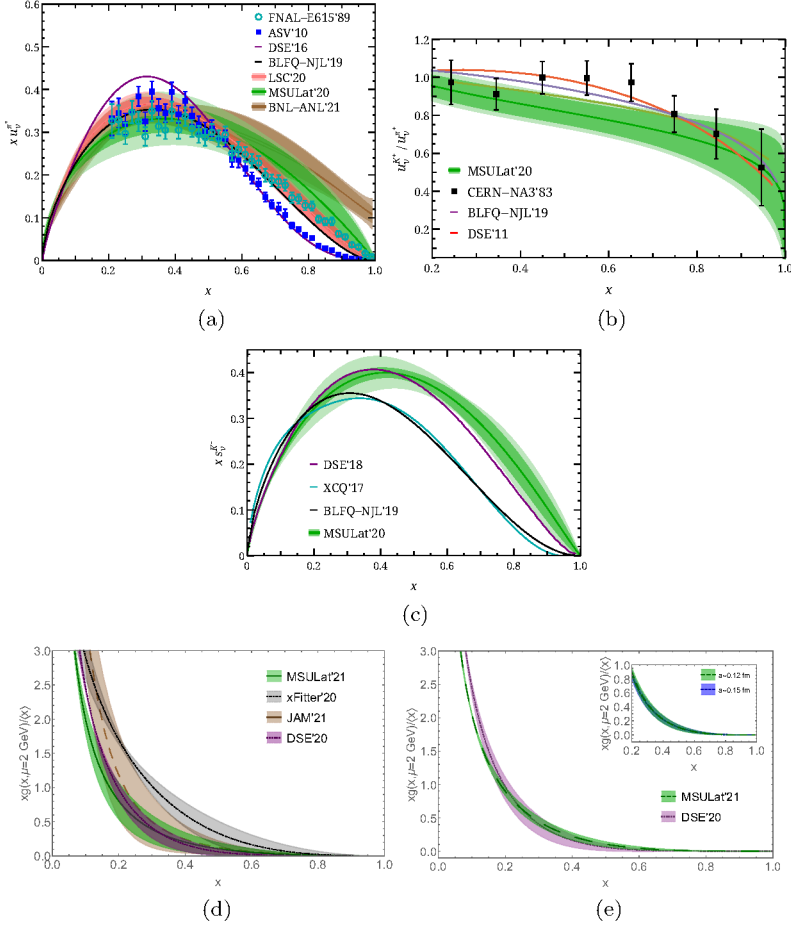 0.6
0.5
0.4
0.3
0.2
0.1
0
x u_v^π+
FNAL−E615'89
ASV'10
DSE'16
BLFQ−NJL'19
LSC'20
MSULat'20
BNL−ANL'21
0 0.2 0.4 0.6 0.8 1.0
x
(a)
1.2
1.0
0.8
0.6
0.4
0.2
u_v^K+ / u_v^π+
MSULat'20
CERN−NA3'83
BLFQ−NJL'19
DSE'11
0.2 0.4 0.6 0.8 1.0
x
(b)
0.4
0.3
0.2
0.1
0
x s_v^K−
DSE'18
XCQ'17
BLFQ−NJL'19
MSULat'20
0 0.2 0.4 0.6 0.8 1.0
x
(c)
3.0
2.5
2.0
1.5
1.0
0.5
0.0
xg(x,μ=2 GeV)/⟨x⟩
MSULat'21
xFitter'20
JAM'21
DSE'20
0.0 0.2 0.4 0.6 0.8 1.0
x
(d)
3.0
2.5
2.0
1.5
1.0
0.5
0.0
xg(x,μ=2 GeV)/⟨x⟩
1.0
0.8
0.6
0.4
0.2
0.0
xg(x,μ=2 GeV)/⟨x⟩
a~0.12 fm
a~0.15 fm
0.2 0.4 0.6 0.8 1.0
x
MSULat'21
DSE'20
0.0 0.2 0.4 0.6 0.8 1.0
x
(e)